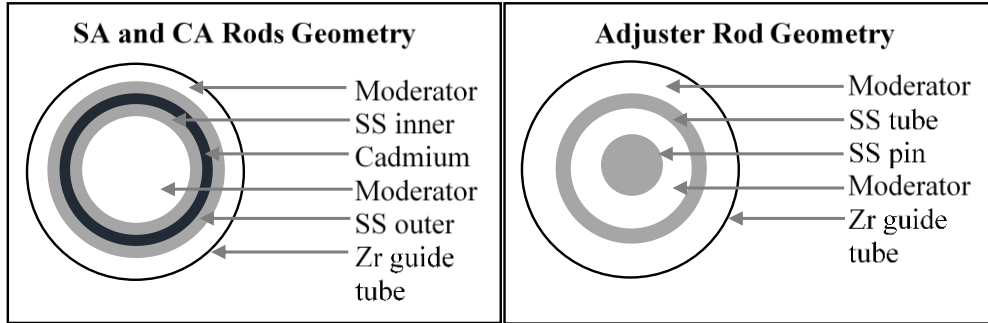 SA and CA Rods Geometry
Moderator
SS inner
Cadmium
Moderator
SS outer
Zr guide
tube
Adjuster Rod Geometry
Moderator
SS tube
SS pin
Moderator
Zr guide
tube